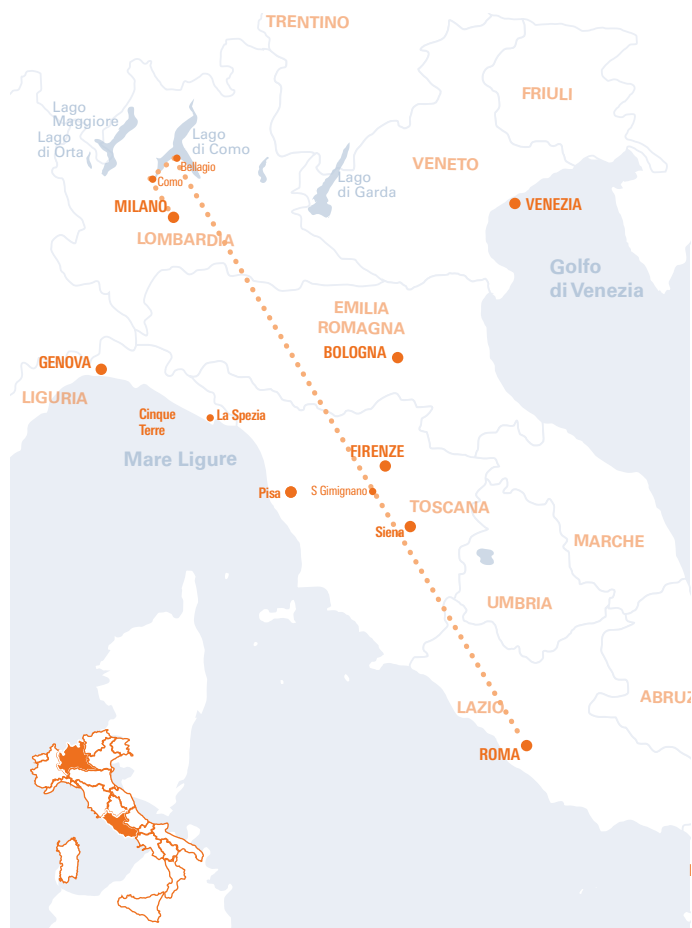 TRENTINO
FRIULI
Lago
Maggiore
Lago
di Orta
Lago
di Como
VENETO
Bellagio
Como
Lago
di Garda
MILANO
VENEZIA
LOMBARDIA
Golfo
di Venezia
EMILIA
ROMAGNA
BOLOGNA
GENOVA
LIGURIA
Cinque
Terre
La Spezia
Mare Ligure
FIRENZE
Pisa
S Gimignano
TOSCANA
Siena
MARCHE
UMBRIA
ABRUZ
LAZIO
ROMA